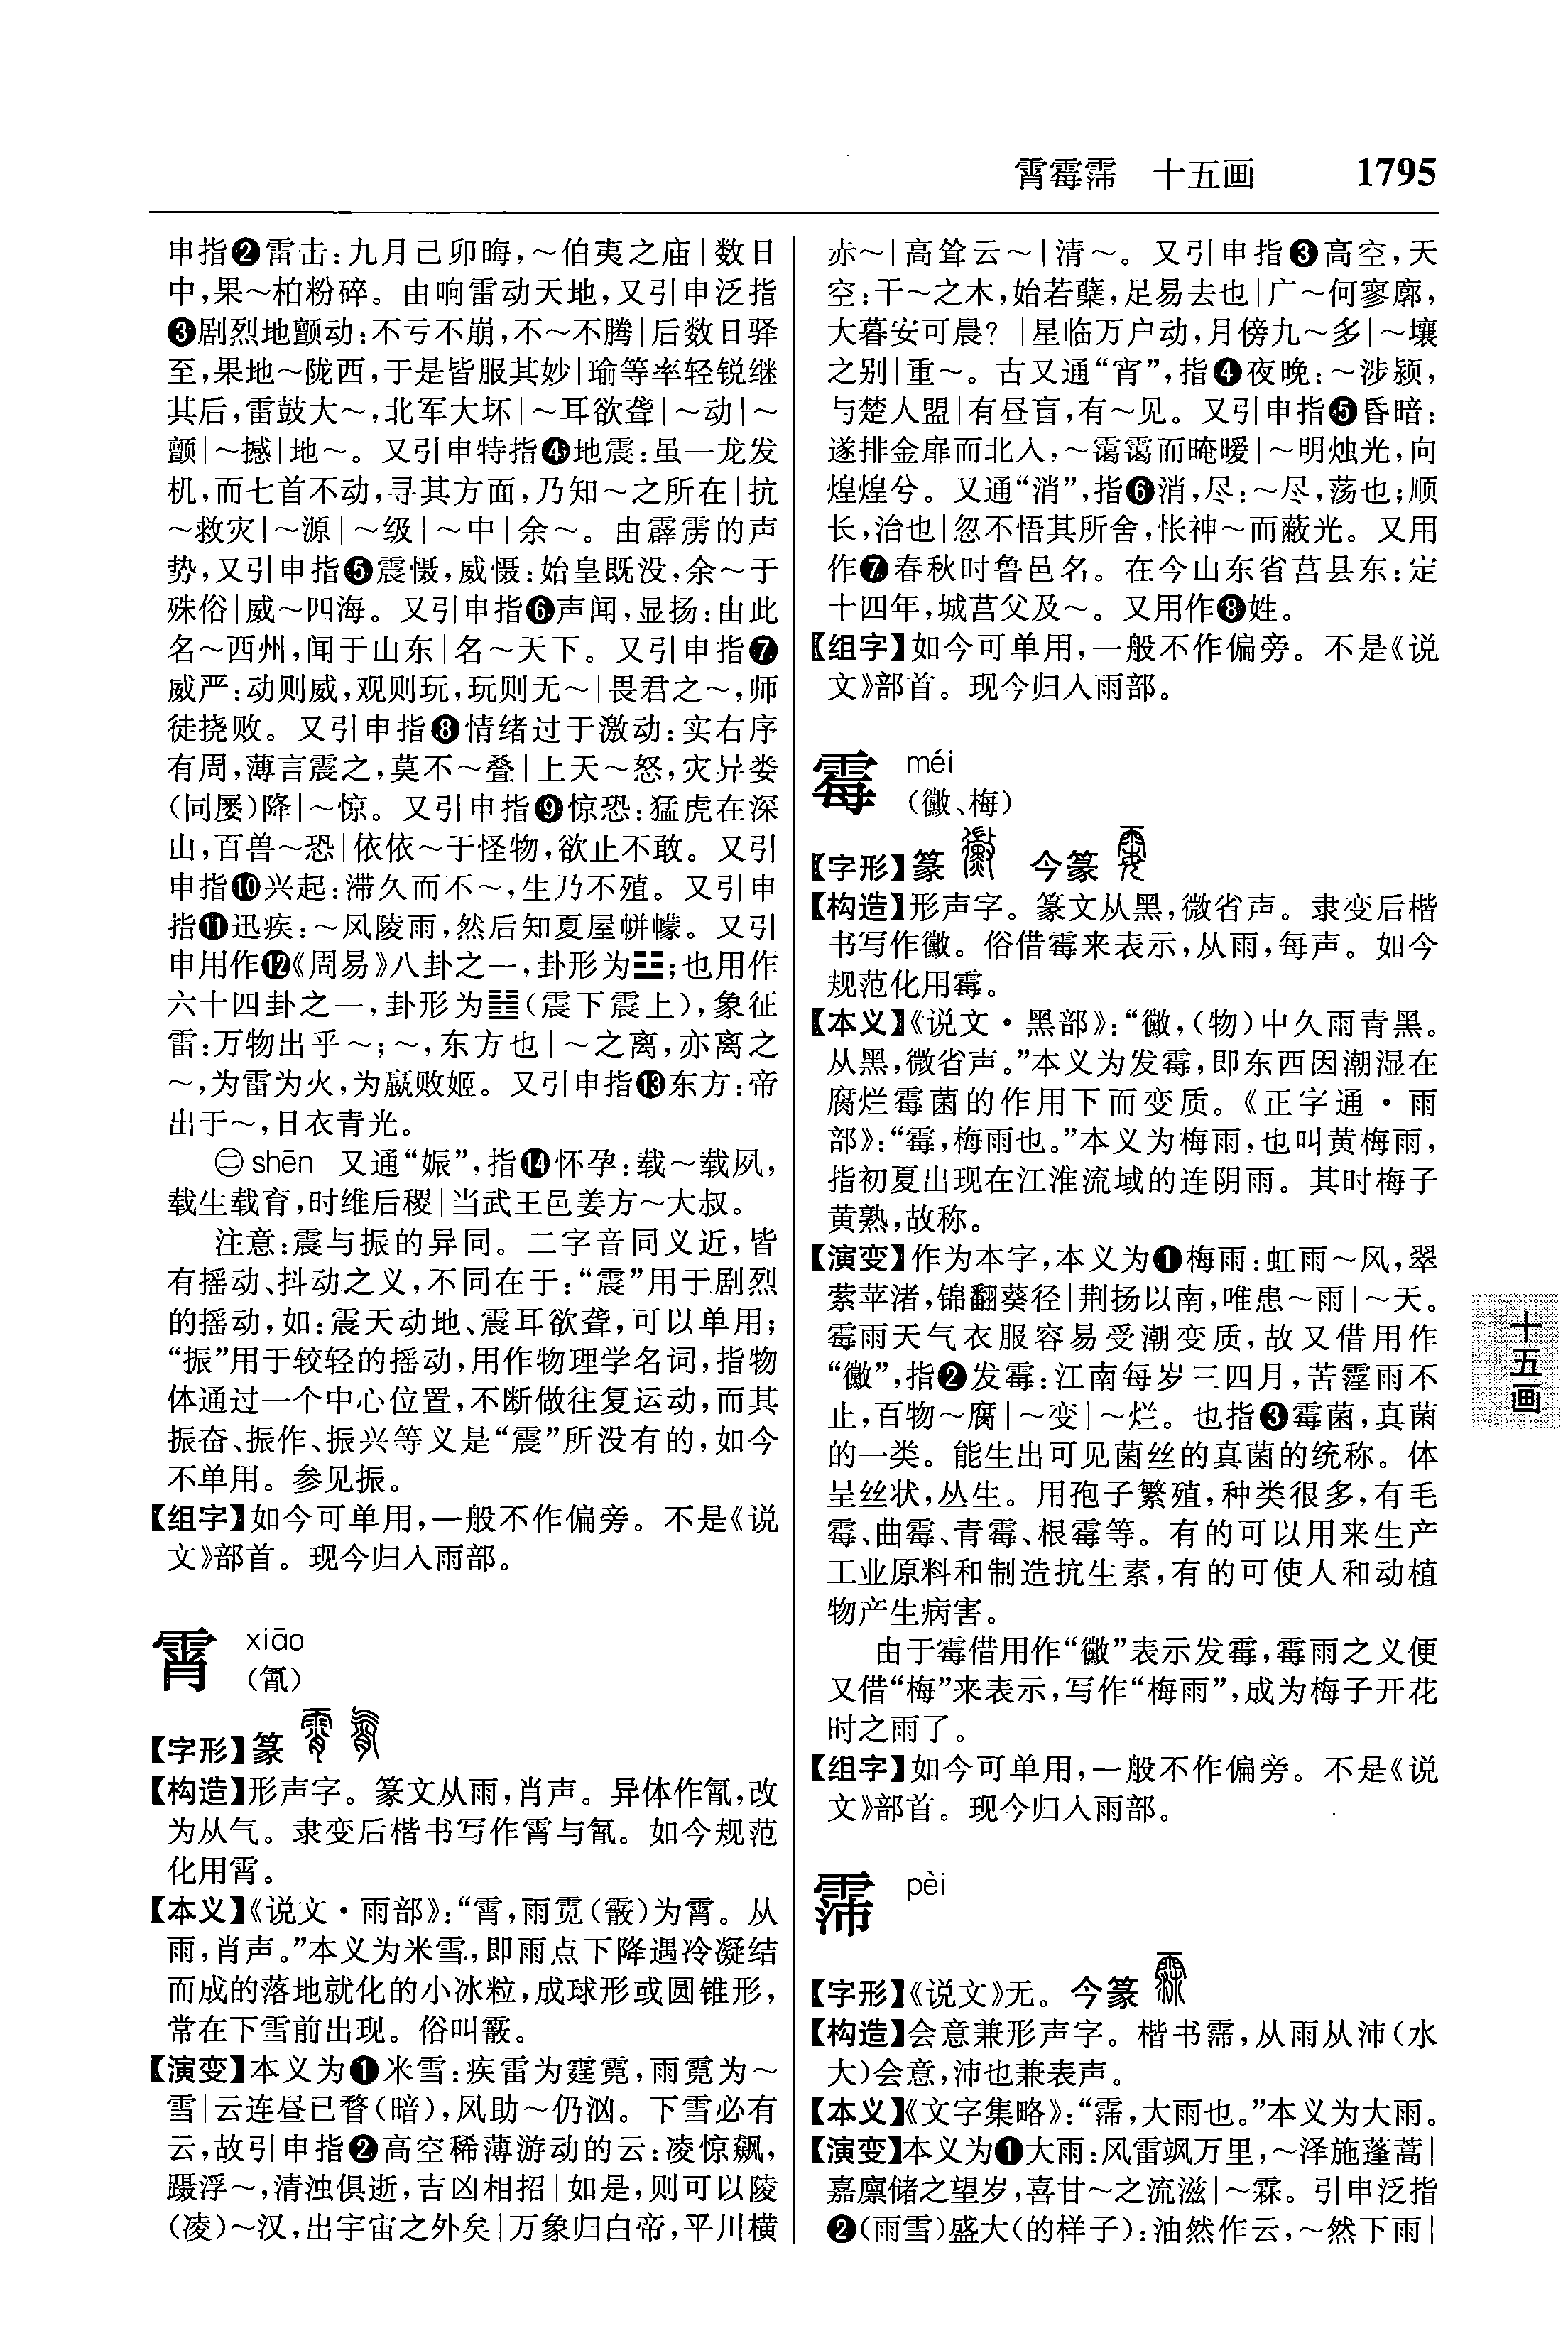 霄霉霈　十五画　1795
申指❷雷击:九月己卯晦,～伯夷之庙|数日
中,果～柏粉碎。由响雷动天地,又引申泛指
❸剧烈地颤动:不亏不崩,不～不腾|后数日驿
至,果地～陇西,于是皆服其妙|瑜等率轻锐继
其后,雷鼓大～,北军大坏|～耳欲聋|～动|～
颤|～撼|地～。又引申特指❹地震:虽一龙发
机,而七首不动,寻其方面,乃知～之所在|抗
～救灾|～源|～级|～中|余～。由霹雳的声
势,又引申指❺震慑,威慑:始皇既没,余～于
殊俗|威～四海。又引申指❻声闻,显扬:由此
名～西州,闻于山东|名～天下。又引申指❼
威严:动则威,观则玩,玩则无～|畏君之～,师
徒挠败。又引申指❽情绪过于激动:实右序
有周,薄言震之,莫不～叠|上天～怒,灾异娄
(同屡)降|～惊。又引申指❾惊恐:猛虎在深
山,百兽～恐|依依～于怪物,欲止不敢。又引
申指❿兴起:滞久而不～,生乃不殖。又引申
指⓫迅疾:～风陵雨,然后知夏屋帡幪。又引
申用作⓬《周易》八卦之一,卦形为☳;也用作
六十四卦之一,卦形为䷲(震下震上),象征
雷:万物出乎～;～,东方也|～之离,亦离之
～,为雷为火,为嬴败姬。又引申指⓭东方:帝
出于～,日衣青光。
㊁shēn　又通“娠”,指⓮怀孕:载～载夙,
载生载育,时维后稷|当武王邑姜方～大叔。
注意:震与振的异同。二字音同义近,皆
有摇动、抖动之义,不同在于:“震”用于剧烈
的摇动,如:震天动地、震耳欲聋,可以单用;
“振”用于较轻的摇动,用作物理学名词,指物
体通过一个中心位置,不断做往复运动,而其
振奋、振作、振兴等义是“震”所没有的,如今
不单用。参见振。
【组字】如今可单用,一般不作偏旁。不是《说
文》部首。现今归入雨部。
霄 xiāo
(䨭)
【字形】篆
【构造】形声字。篆文从雨,肖声。异体作,改
为从气。隶变后楷书写作霄与。如今规范
化用霄。
【本义】《说文·雨部》:“霄,雨霓(霰)为霄。从
雨,肖声。”本义为米雪,即雨点下降遇冷凝结
而成的落地就化的小冰粒,成球形或圆锥形,
常在下雪前出现。俗叫霰。
【演变】本义为❶米雪:疾雷为霆霓,雨霓为～
雪|云连昼已瞀(暗),风助～仍汹。下雪必有
云,故引申指❷高空稀薄游动的云:凌惊飙,
蹑浮～,清浊俱逝,吉凶相招|如是,则可以陵
(凌)～汉,出宇宙之外矣|万象归白帝,平川横
赤～|高耸云～|清～。又引申指❸高空,天
空:干～之木,始若蘖,足易去也|广～何寥廓,
大暮安可晨? |星临万户动,月傍九～多|～壤
之别|重～。古又通“宵”,指❹夜晚:～涉颍,
与楚人盟|有昼盲,有～见。又引申指❺昏暗:
遂排金扉而北入,～霭霭而晻暧|～明烛光,向
煌煌兮。又通“消”,指❻消,尽:～尽,荡也;顺
长,治也|忽不悟其所舍,怅神～而蔽光。又用
作❼春秋时鲁邑名。在今山东省莒县东:定
十四年,城莒父及～。又用作❽姓。
【组字】如今可单用,一般不作偏旁。不是《说
文》部首。现今归入雨部。
霉 méi
(黴、梅)
【字形】篆　今篆
【构造】形声字。篆文从黑,微省声。隶变后楷
书写作黴。俗借霉来表示,从雨,每声。如今
规范化用霉。
【本义】《说文·黑部》:“黴,(物)中久雨青黑。
从黑,微省声。”本义为发霉,即东西因潮湿在
腐烂霉菌的作用下而变质。《正字通·雨
部》:“霉,梅雨也。”本义为梅雨,也叫黄梅雨,
指初夏出现在江淮流域的连阴雨。其时梅子
黄熟,故称。
【演变】作为本字,本义为❶梅雨:虹雨～风,翠
萦苹渚,锦翻葵径|荆扬以南,唯患～雨|～天。
霉雨天气衣服容易受潮变质,故又借用作
“黴”,指❷发霉:江南每岁三四月,苦霪雨不
止,百物～腐|～变|～烂。也指❸霉菌,真菌
的一类。能生出可见菌丝的真菌的统称。体
呈丝状,丛生。用孢子繁殖,种类很多,有毛
霉、曲霉、青霉、根霉等。有的可以用来生产
工业原料和制造抗生素,有的可使人和动植
物产生病害。
由于霉借用作“黴”表示发霉,霉雨之义便
又借“梅”来表示,写作“梅雨”,成为梅子开花
时之雨了。
【组字】如今可单用,一般不作偏旁。不是《说
文》部首。现今归入雨部。
霈 pèi
【字形】《说文》无。今篆
【构造】会意兼形声字。楷书霈,从雨从沛(水
大)会意,沛也兼表声。
【本义】《文字集略》:“霈,大雨也。”本义为大雨。
【演变】本义为❶大雨:风雷飒万里,～泽施蓬蒿|
嘉廪储之望岁,喜甘～之流滋|～霖。引申泛指
❷(雨雪)盛大(的样子):油然作云,～然下雨|
十五画